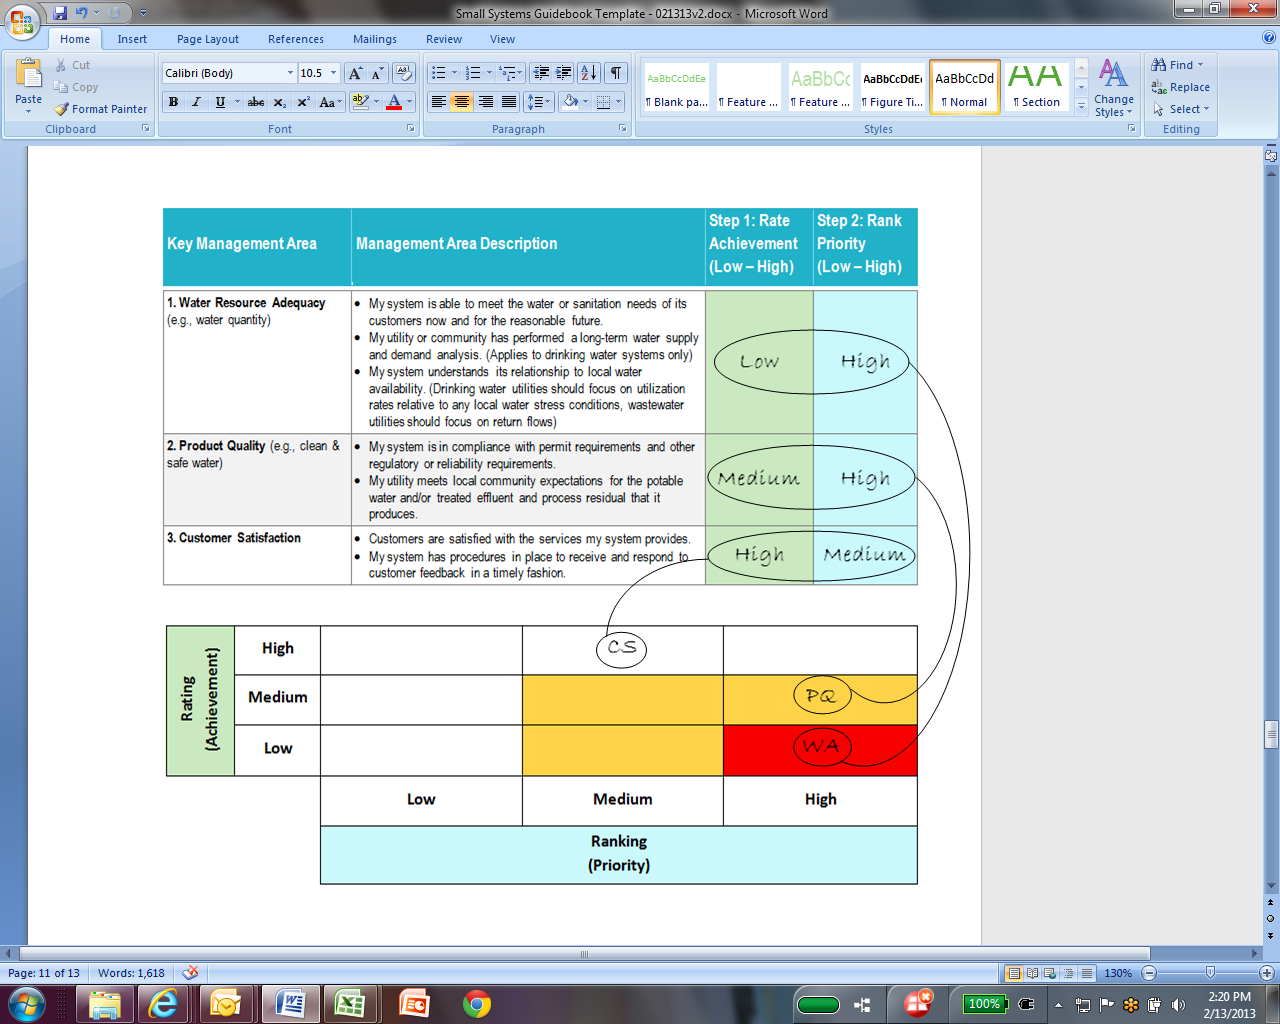 Small Systems Guidebook Template - 021313v2.docx - Microsoft Word
Home Insert Page Layout References Mailings Review View
Paste
Cut
Copy
Format Painter
Clipboard
Calibri (Body) 10.5
B I U abc X₂ X² Aa
Font
Paragraph
AaBbCcDdEe
¶ Blank pa...
¶ Feature ...
AaBbCc
¶ Feature ...
AaBbCcDdEe
¶ Figure Ti...
AaBbCcDd
¶ Normal
AA
¶ Section
Change
Styles
Styles
Find
Replace
Select
Editing
Key Management Area
Management Area Description
Step 1: Rate
Achievement
(Low – High)
Step 2: Rank
Priority
(Low – High)
1. Water Resource Adequacy
(e.g., water quantity)
• My system is able to meet the water or sanitation needs of its
customers now and for the reasonable future.
• My utility or community has performed a long-term water supply
and demand analysis. (Applies to drinking water systems only)
• My system understands its relationship to local water
availability. (Drinking water utilities should focus on utilization
rates relative to any local water stress conditions, wastewater
utilities should focus on return flows)
Low
High
2. Product Quality (e.g., clean &
safe water)
• My system is in compliance with permit requirements and other
regulatory or reliability requirements.
• My utility meets local community expectations for the potable
water and/or treated effluent and process residual that it
produces.
Medium
High
3. Customer Satisfaction
• Customers are satisfied with the services my system provides.
• My system has procedures in place to receive and respond to
customer feedback in a timely fashion.
High
Medium
Rating
(Achievement)
High
CS
Medium
PQ
Low
WA
Low Medium High
Ranking
(Priority)
Page: 11 of 13 Words: 1,618 130%
100%
2:20 PM
2/13/2013